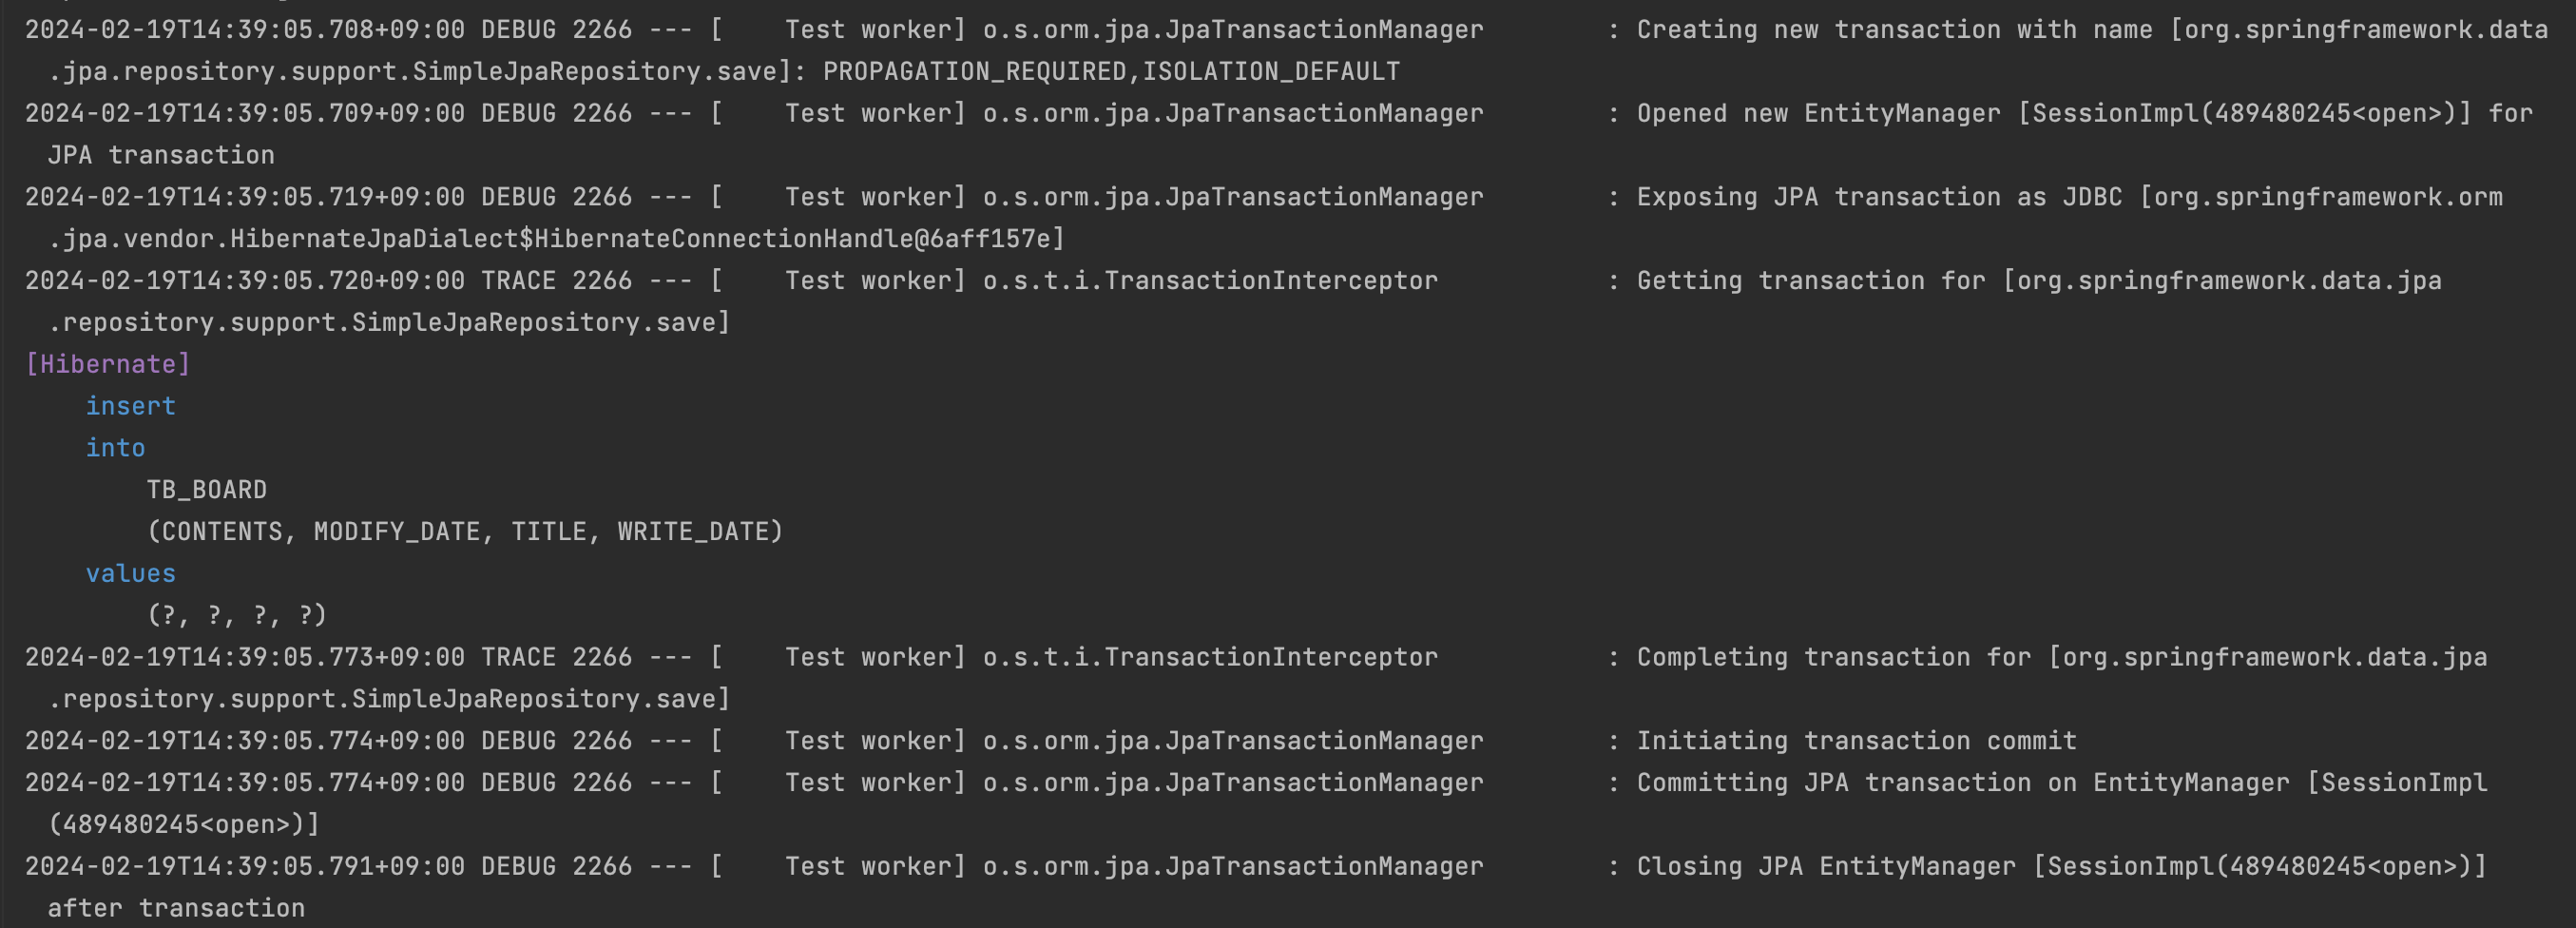 2024-02-19T14:39:05.708+09:00 DEBUG 2266 --- [    Test worker] o.s.orm.jpa.JpaTransactionManager        : Creating new transaction with name [org.springframework.data
.jpa.repository.support.SimpleJpaRepository.save]: PROPAGATION_REQUIRED,ISOLATION_DEFAULT
2024-02-19T14:39:05.709+09:00 DEBUG 2266 --- [    Test worker] o.s.orm.jpa.JpaTransactionManager        : Opened new EntityManager [SessionImpl(489480245<open>)] for
JPA transaction
2024-02-19T14:39:05.719+09:00 DEBUG 2266 --- [    Test worker] o.s.orm.jpa.JpaTransactionManager        : Exposing JPA transaction as JDBC [org.springframework.orm
.jpa.vendor.HibernateJpaDialect$HibernateConnectionHandle@6aff157e]
2024-02-19T14:39:05.720+09:00 TRACE 2266 --- [    Test worker] o.s.t.i.TransactionInterceptor           : Getting transaction for [org.springframework.data.jpa
.repository.support.SimpleJpaRepository.save]
[Hibernate]
insert
into
TB_BOARD
(CONTENTS, MODIFY_DATE, TITLE, WRITE_DATE)
values
(?, ?, ?, ?)
2024-02-19T14:39:05.773+09:00 TRACE 2266 --- [    Test worker] o.s.t.i.TransactionInterceptor           : Completing transaction for [org.springframework.data.jpa
.repository.support.SimpleJpaRepository.save]
2024-02-19T14:39:05.774+09:00 DEBUG 2266 --- [    Test worker] o.s.orm.jpa.JpaTransactionManager        : Initiating transaction commit
2024-02-19T14:39:05.774+09:00 DEBUG 2266 --- [    Test worker] o.s.orm.jpa.JpaTransactionManager        : Committing JPA transaction on EntityManager [SessionImpl
(489480245<open>)]
2024-02-19T14:39:05.791+09:00 DEBUG 2266 --- [    Test worker] o.s.orm.jpa.JpaTransactionManager        : Closing JPA EntityManager [SessionImpl(489480245<open>)]
after transaction